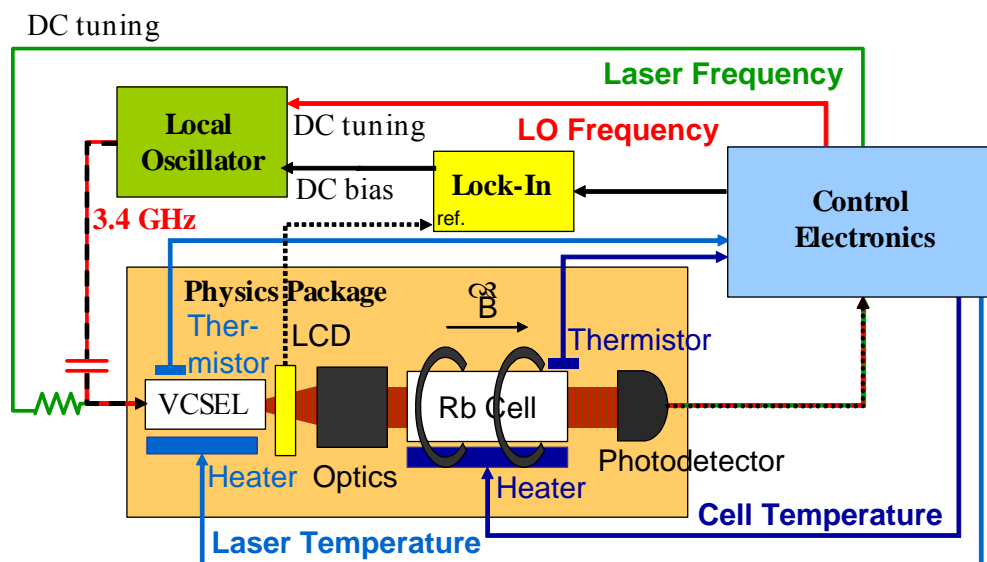 DC tuning
Laser Frequency
Local
Oscillator
DC tuning
LO Frequency
DC bias
Lock-In
ref.
Control
Electronics
3.4 GHz
Physics Package
Ther-
mistor
LCD
B
Thermistor
VCSEL
Rb Cell
Heater
Optics
Heater
Photodetector
Cell Temperature
Laser Temperature